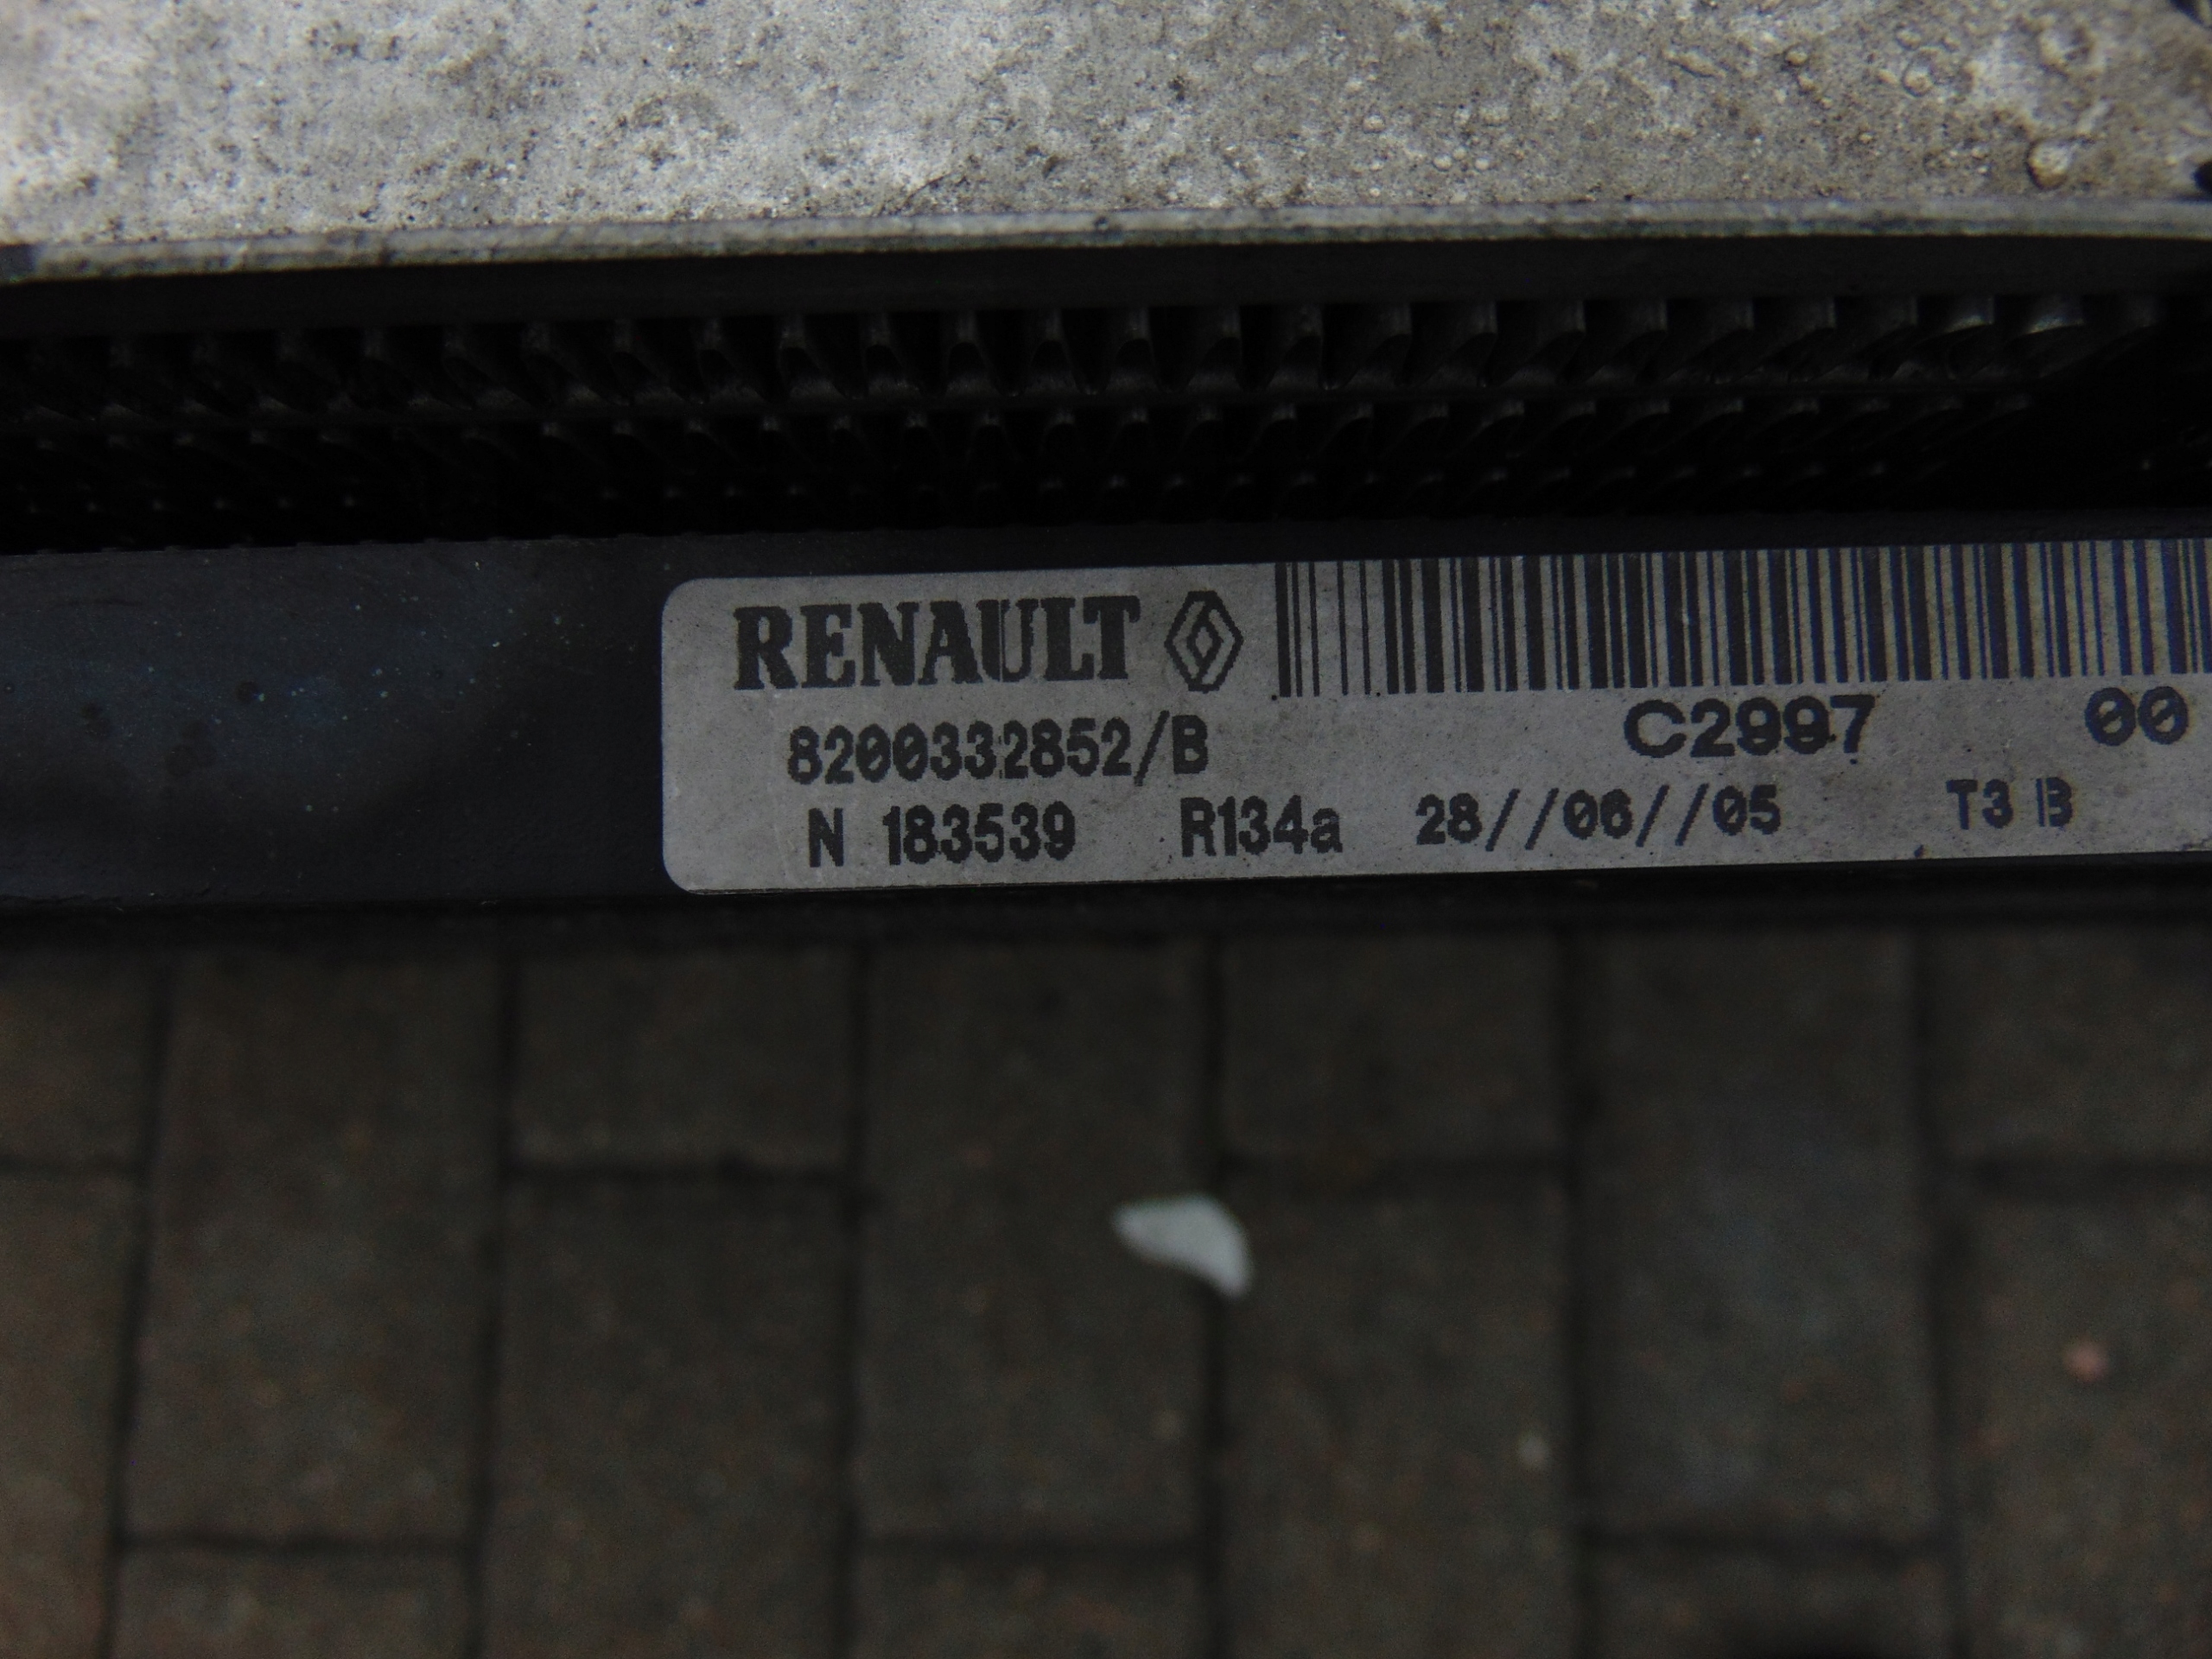 RENAULT
8200332852/B C2997 00
N 183539 R134a 28//06//05 T3 B